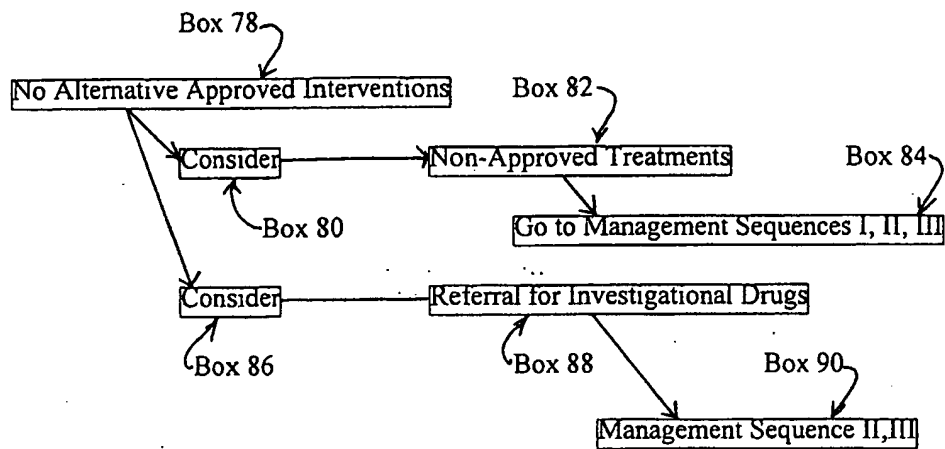 Box 78
No Alternative Approved Interventions
Box 82
Consider
Non-Approved Treatments
Box 84
Box 80
Go to Management Sequences I, II, III
Consider
Referral for Investigational Drugs
Box 86
Box 88
Box 90
Management Sequence II,III